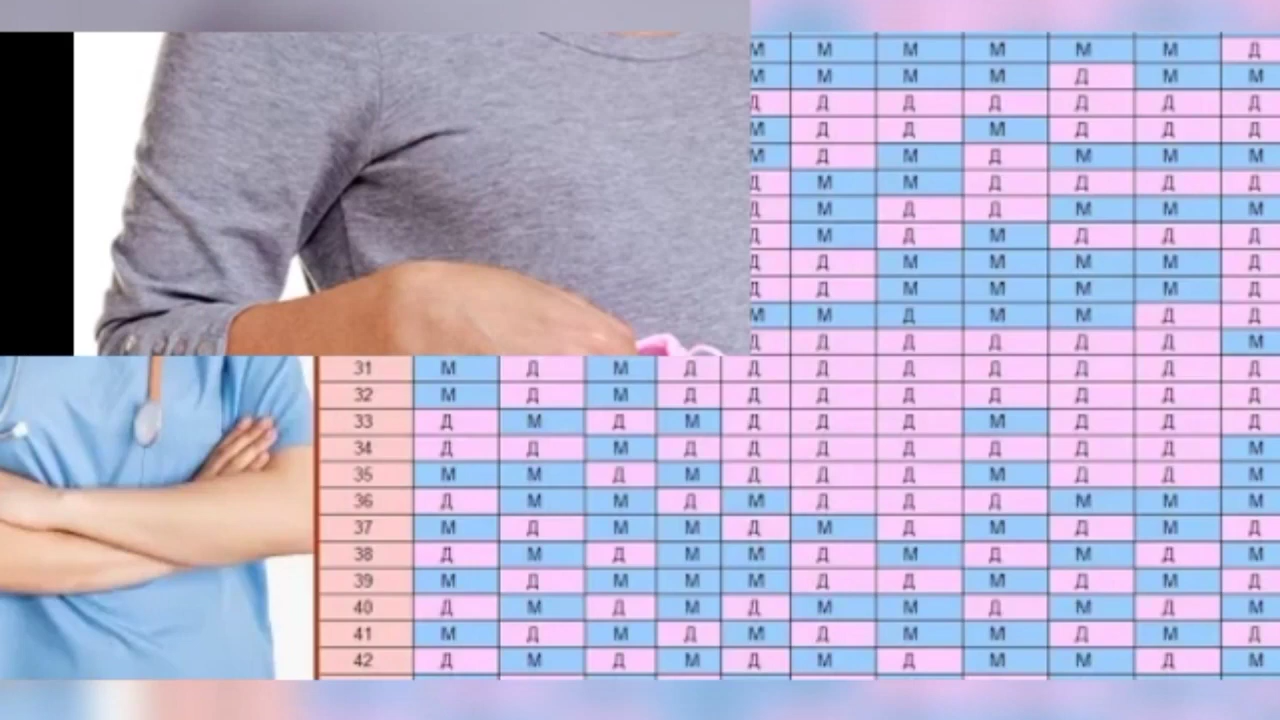 М М М М М М Д
М М М М Д М М
Д Д Д Д Д Д Д
М Д Д М Д Д Д
М Д М Д М М М
Д М М Д Д Д Д
Д М Д Д М М М
Д М Д М Д Д Д
Д Д М М М М Д
Д Д М М М М Д
М М Д М М Д Д
Д Д Д Д Д Д М
31 М Д М Д Д Д Д Д Д Д Д
32 М Д М Д Д Д Д Д Д Д Д
33 Д М Д М Д Д Д М Д Д Д
34 Д Д М Д Д Д Д Д Д Д М
35 М М Д М Д Д Д М Д Д М
36 Д М М Д М Д Д Д М М М
37 М Д М М Д М Д М Д М Д
38 Д М Д М М Д М Д М Д М
39 М Д М М М Д Д М Д М Д
40 Д М Д М Д М М Д М Д М
41 М Д М Д М Д М М Д М Д
42 Д М Д М Д М Д М М Д М